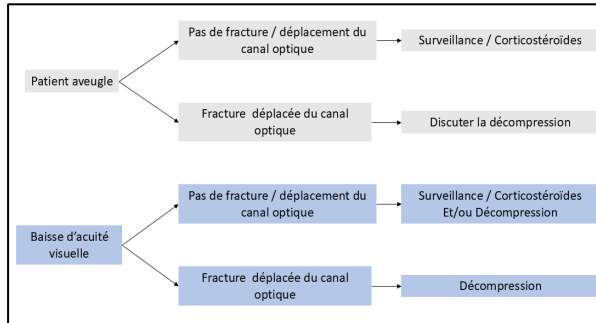 Pas de fracture / déplacement du
canal optique
Surveillance / Corticostéroïdes
Patient aveugle
Fracture déplacée du canal
optique
Discuter la décompression
Pas de fracture / déplacement du
canal optique
Surveillance / Corticostéroïdes
Et/ou Décompression
Baisse d'acuité
visuelle
Fracture déplacée du canal
optique
Décompression